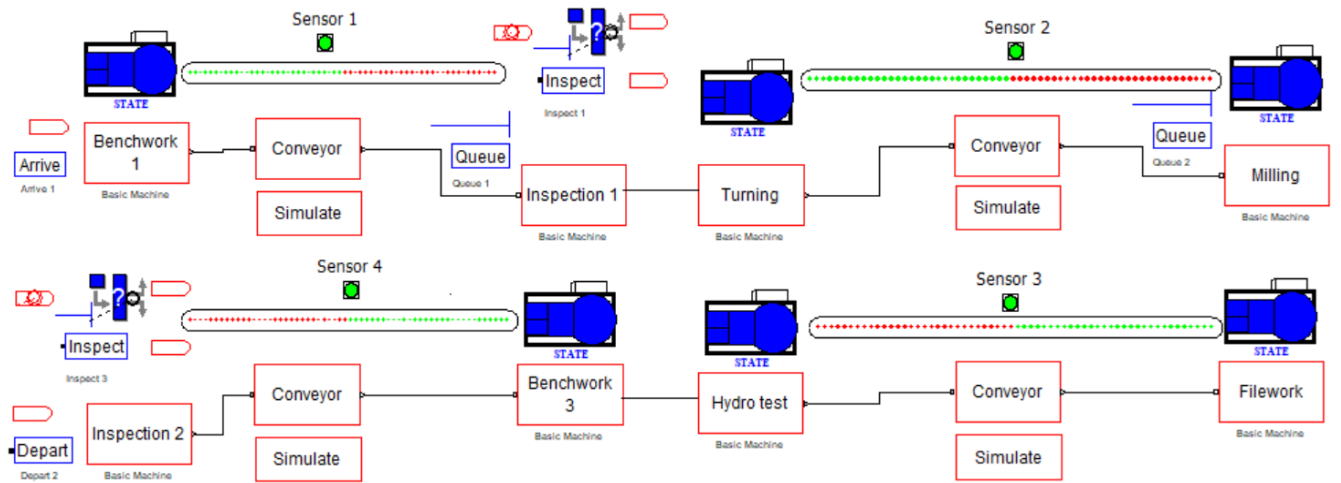 Sensor 1
Sensor 2
?
Inspect
Inspect 1
STATE
STATE
STATE
Arrive
Arrive 1
Benchwork
1
Basic Machine
Conveyor
Simulate
Queue
Queue 1
Inspection 1
Basic Machine
Turning
Basic Machine
Conveyor
Simulate
Queue
Queue 2
Milling
Basic Machine
Sensor 4
Sensor 3
?
Inspect
Inspect 3
STATE
STATE
STATE
Depart
Depart 2
Inspection 2
Basic Machine
Conveyor
Simulate
Benchwork
3
Basic Machine
Hydro test
Basic Machine
Conveyor
Simulate
Filework
Basic Machine